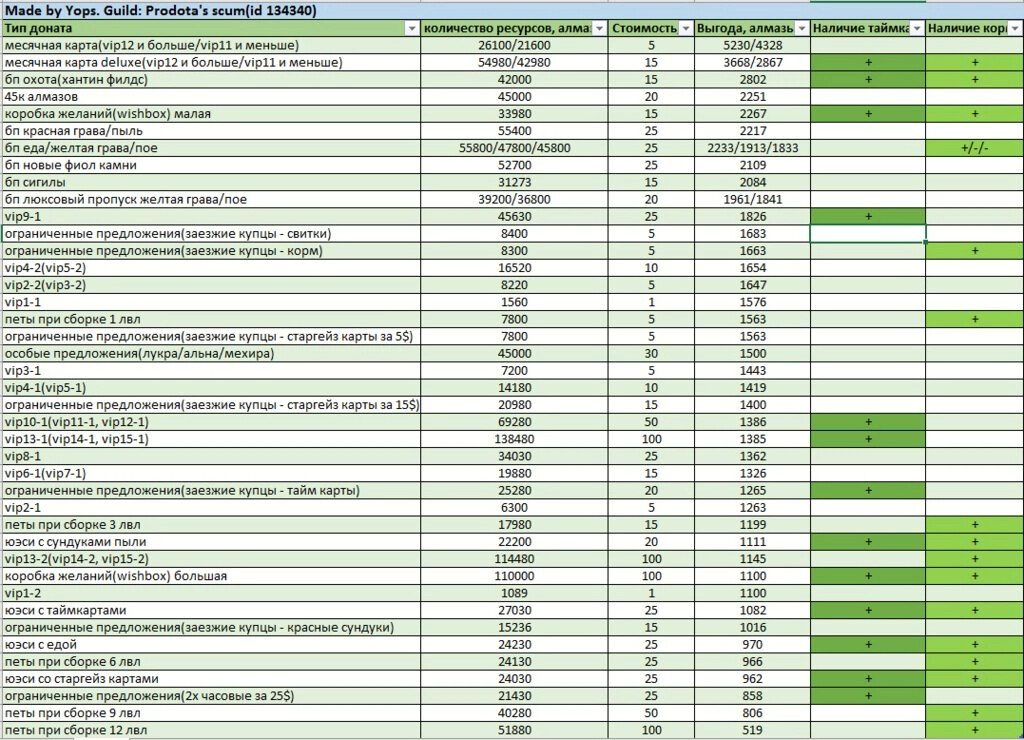 Made by Yops. Guild: Prodota's scum(id 134340)
Тип доната количество ресурсов, алма Стоимость, Выгода, алмазь Наличие таймка Наличие кор
месячная карта(vip12 и больше/vip11 и меньше) 26100/21600 5 5230/4328
месячная карта deluxe(vip12 и больше/vip11 и меньше) 54980/42980 15 3668/2867 + +
бп охота(хантин филдс) 42000 15 2802 + +
45к алмазов 45000 20 2251
коробка желаний(wishbox) малая 33980 15 2267 + +
бп красная грава/пыль 55400 25 2217
бп еда/желтая грава/пое 55800/47800/45800 25 2233/1913/1833 +/-/-
бп новые фиол камни 52700 25 2109
бп сигилы 31273 15 2084
бп люксовый пропуск желтая грава/пое 39200/36800 20 1961/1841
vip9-1 45630 25 1826 +
ограниченные предложения(заезжие купцы - свитки) 8400 5 1683
ограниченные предложения(заезжие купцы - корм) 8300 5 1663 +
vip4-2(vip5-2) 16520 10 1654
vip2-2(vip3-2) 8220 5 1647
vip1-1 1560 1 1576
петы при сборке 1 лвл 7800 5 1563 +
ограниченные предложения(заезжие купцы - старгейз карты за 5$) 7800 5 1563
особые предложения(лукра/альна/мехира) 45000 30 1500
vip3-1 7200 5 1443
vip4-1(vip5-1) 14180 10 1419
ограниченные предложения(заезжие купцы - старгейз карты за 15$) 20980 15 1400
vip10-1(vip11-1, vip12-1) 69280 50 1386 +
vip13-1(vip14-1, vip15-1) 138480 100 1385 +
vip8-1 34030 25 1362
vip6-1(vip7-1) 19880 15 1326
ограниченные предложения(заезжие купцы - тайм карты) 25280 20 1265 +
vip2-1 6300 5 1263
петы при сборке 3 лвл 17980 15 1199 +
юэси с сундуками пыли 22200 20 1111 + +
vip13-2(vip14-2, vip15-2) 114480 100 1145 +
коробка желаний(wishbox) большая 110000 100 1100 + +
vip1-2 1089 1 1100
юэси с таймкартами 27030 25 1082 + +
ограниченные предложения(заезжие купцы - красные сундуки) 15236 15 1016
юэси с едой 24230 25 970 + +
петы при сборке 6 лвл 24130 25 966 +
юэси со старгейз картами 24030 25 962 + +
ограниченные предложения(2х часовые за 25$) 21430 25 858 +
петы при сборке 9 лвл 40280 50 806 +
петы при сборке 12 лвл 51880 100 519 +